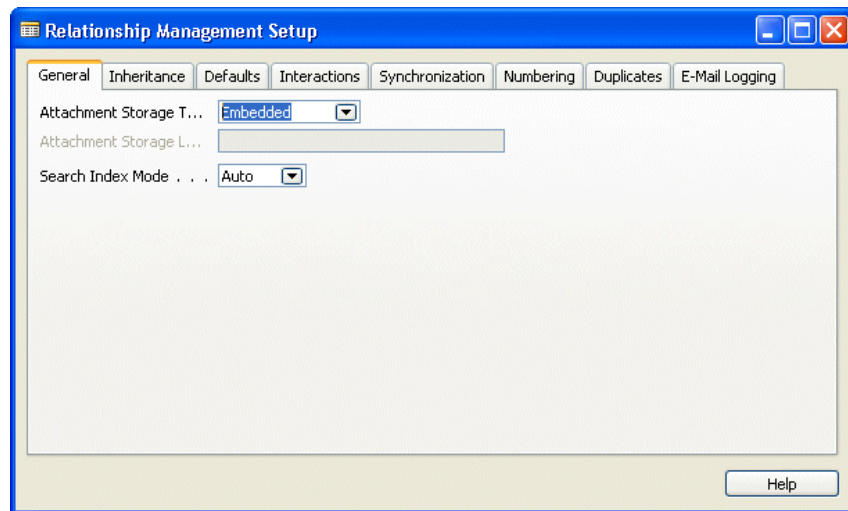 Relationship Management Setup
General Inheritance Defaults Interactions Synchronization Numbering Duplicates E-Mail Logging
Attachment Storage T... Embedded
Attachment Storage L...
Search Index Mode . . . Auto
Help